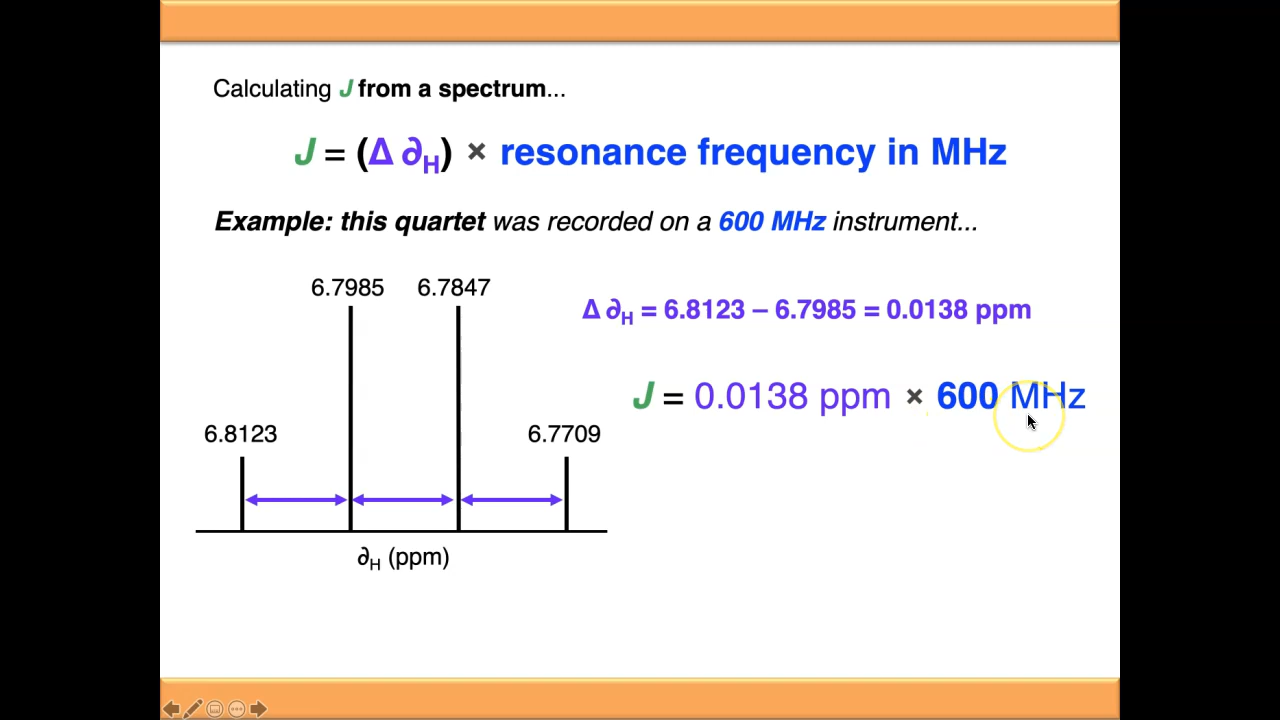 Calculating J from a spectrum...
J = (Δ ∂H) × resonance frequency in MHz
Example: this quartet was recorded on a 600 MHz instrument...
6.7985 6.7847
Δ ∂H = 6.8123 – 6.7985 = 0.0138 ppm
J = 0.0138 ppm × 600 MHz
6.8123 6.7709
∂H (ppm)